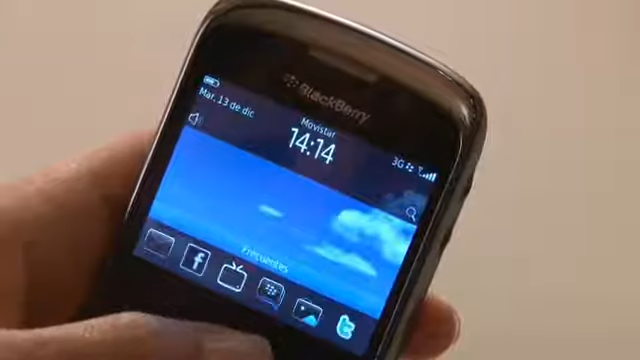 BlackBerry
Mar, 13 de dic
Movistar
14:14
3G
Frecuentes